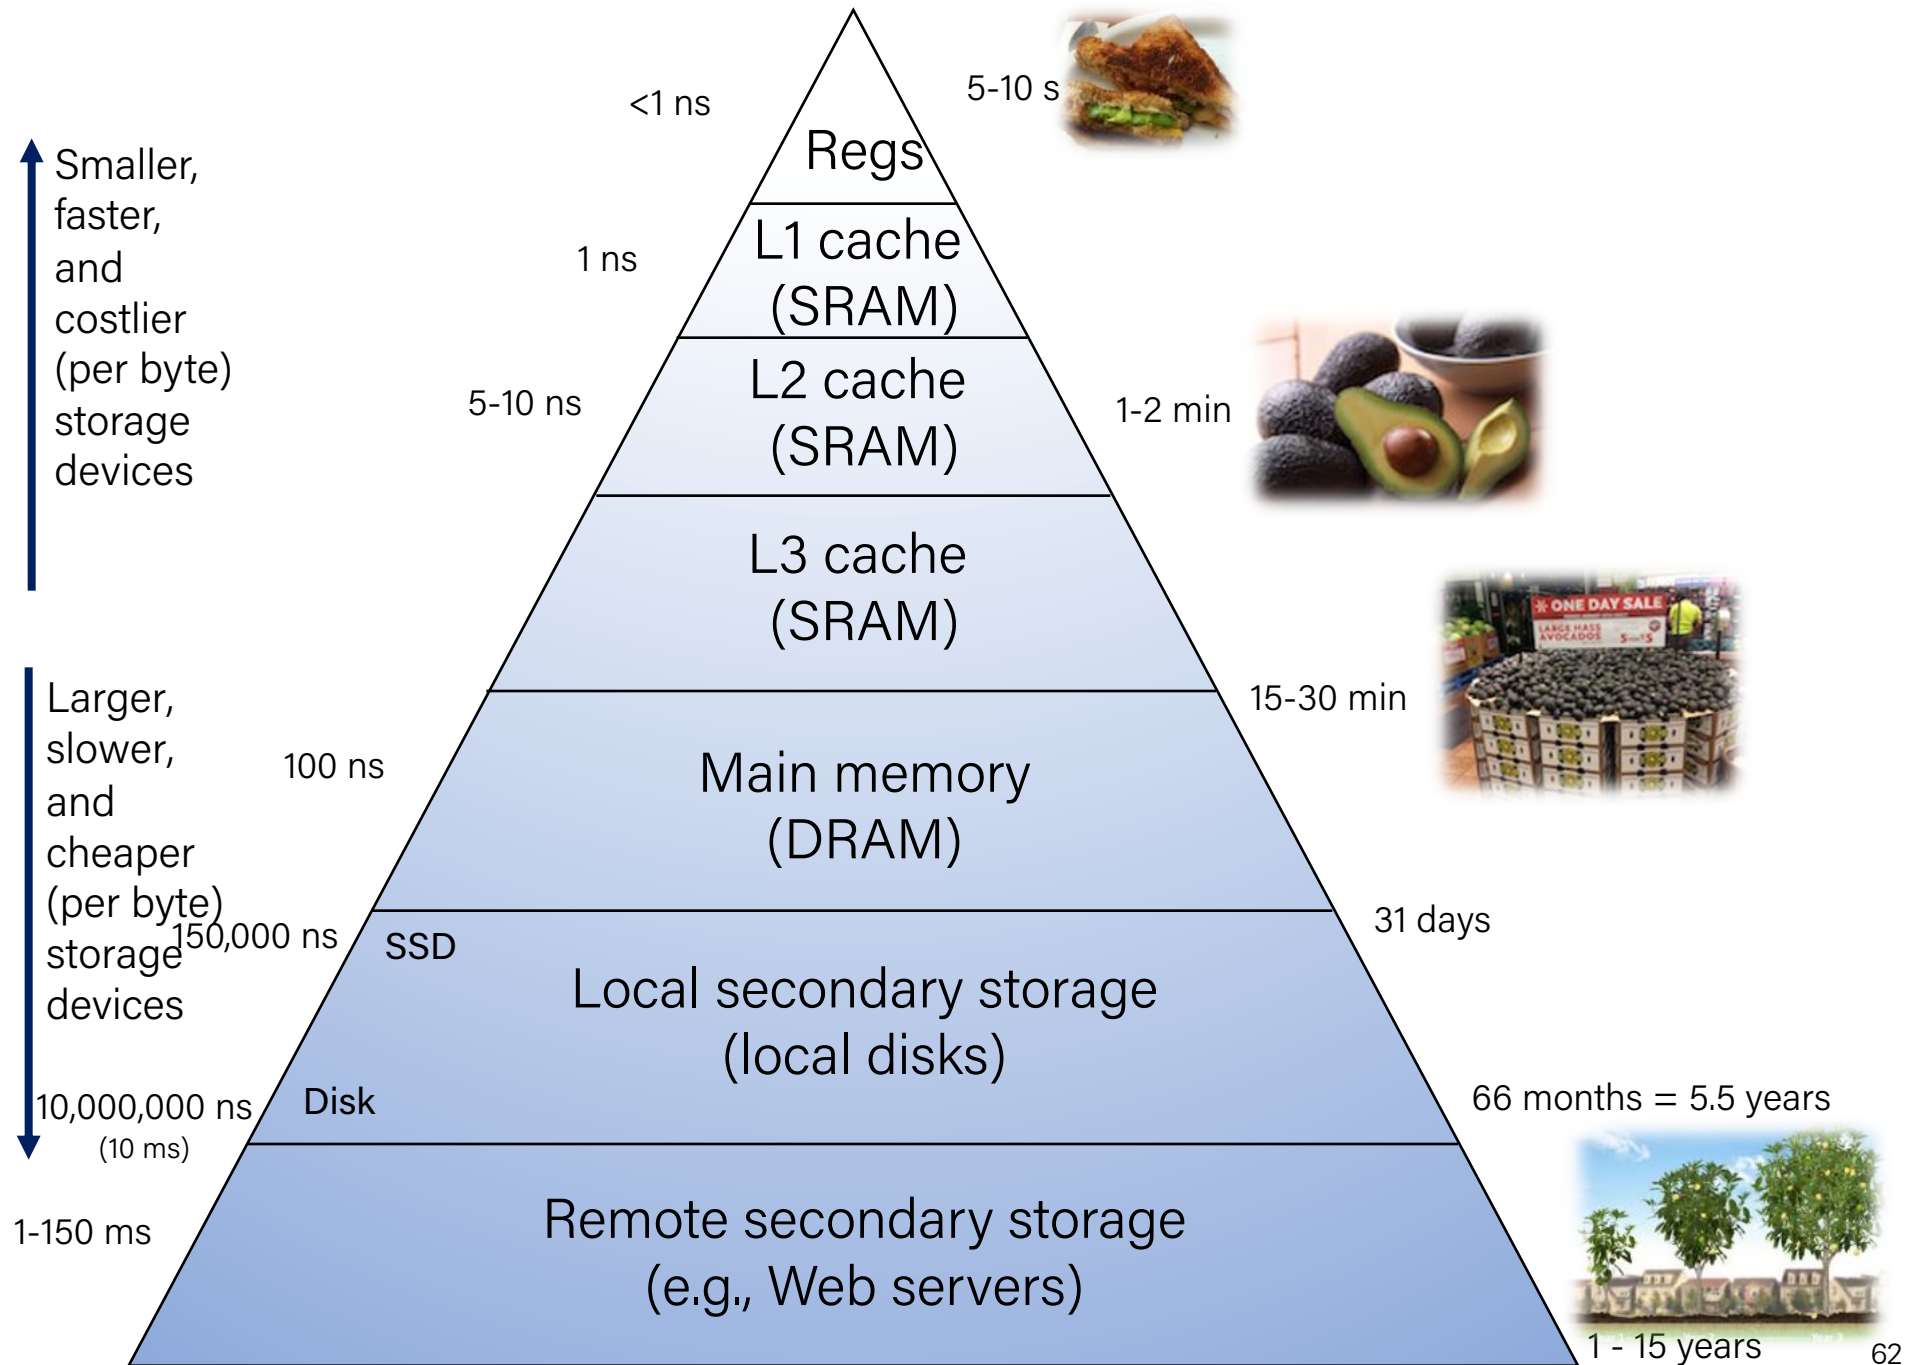 <1 ns
5-10 s
Regs
Smaller,
faster,
and
costlier
(per byte)
storage
devices
1 ns
L1 cache
(SRAM)
5-10 ns
L2 cache
(SRAM)
1-2 min
L3 cache
(SRAM)
* ONE DAY SALE
LARGE HASS
AVOCADOS
Larger,
slower,
and
cheaper
(per byte)
storage
devices
15-30 min
100 ns
Main memory
(DRAM)
150,000 ns
SSD
31 days
Local secondary storage
(local disks)
10,000,000 ns
(10 ms)
Disk
66 months = 5.5 years
1-150 ms
Remote secondary storage
(e.g., Web servers)
1 - 15 years
62